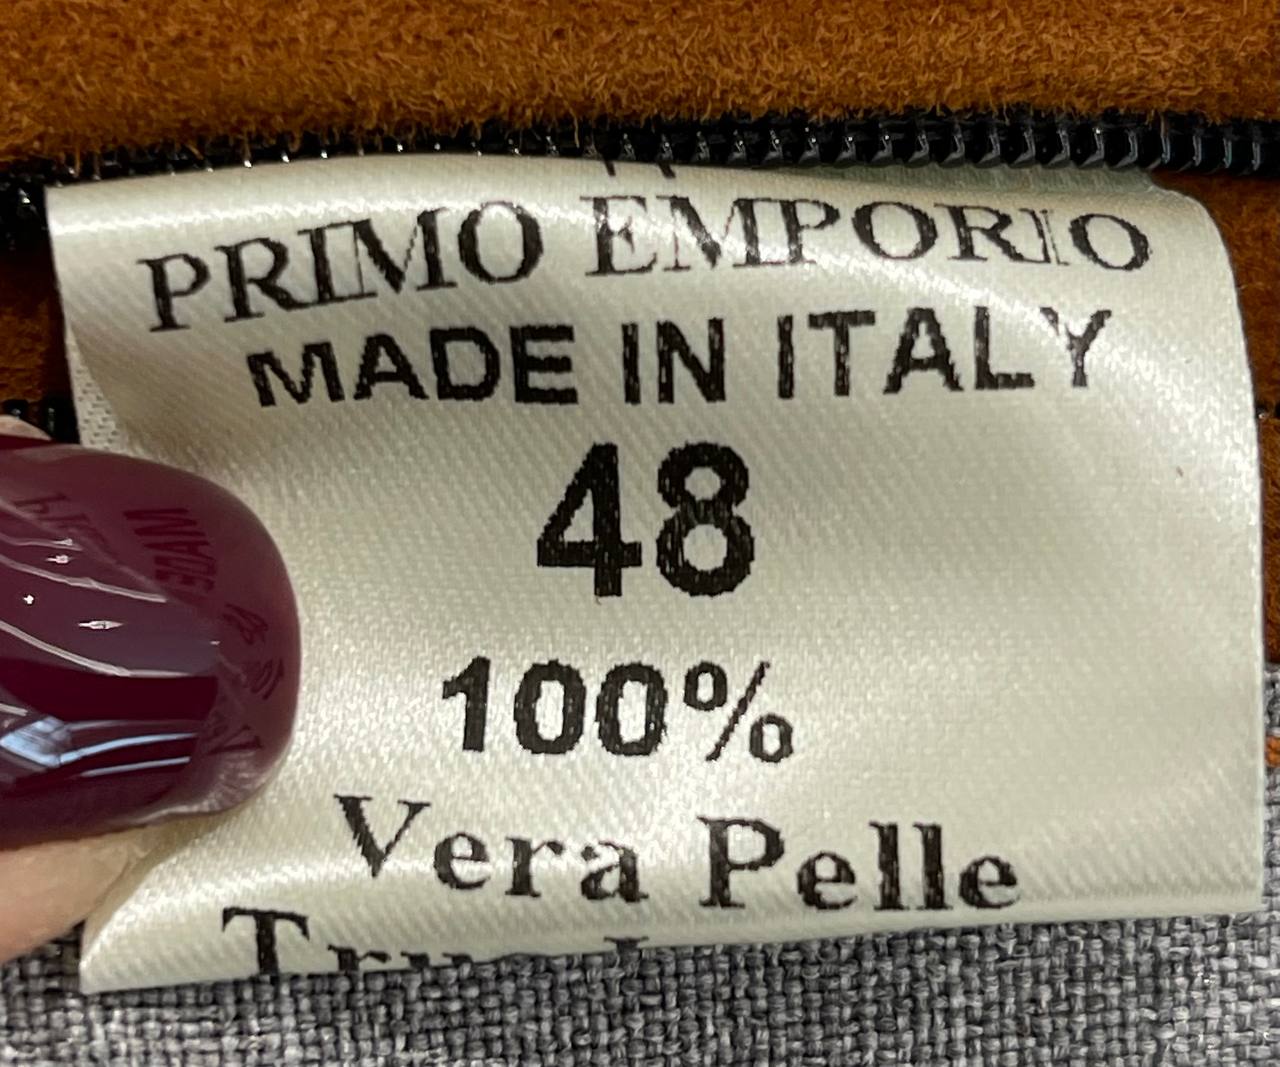 PRIMO EMPORIO
MADE IN ITALY
48
100%
Vera Pelle